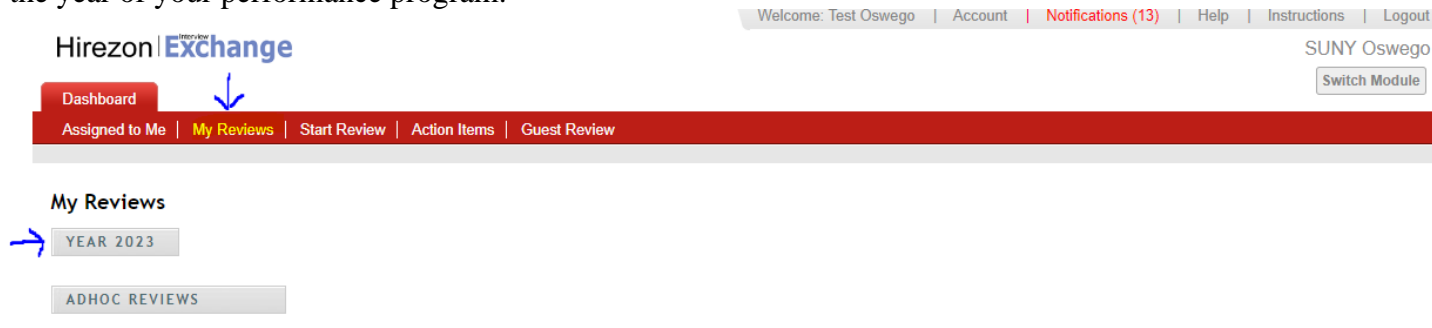 the year of your performance program.
Welcome: Test Oswego | Account | Notifications (13) | Help | Instructions | Logout
Hirezon Interview Exchange
SUNY Oswego
Switch Module
Dashboard
Assigned to Me | My Reviews | Start Review | Action Items | Guest Review
My Reviews
YEAR 2023
ADHOC REVIEWS